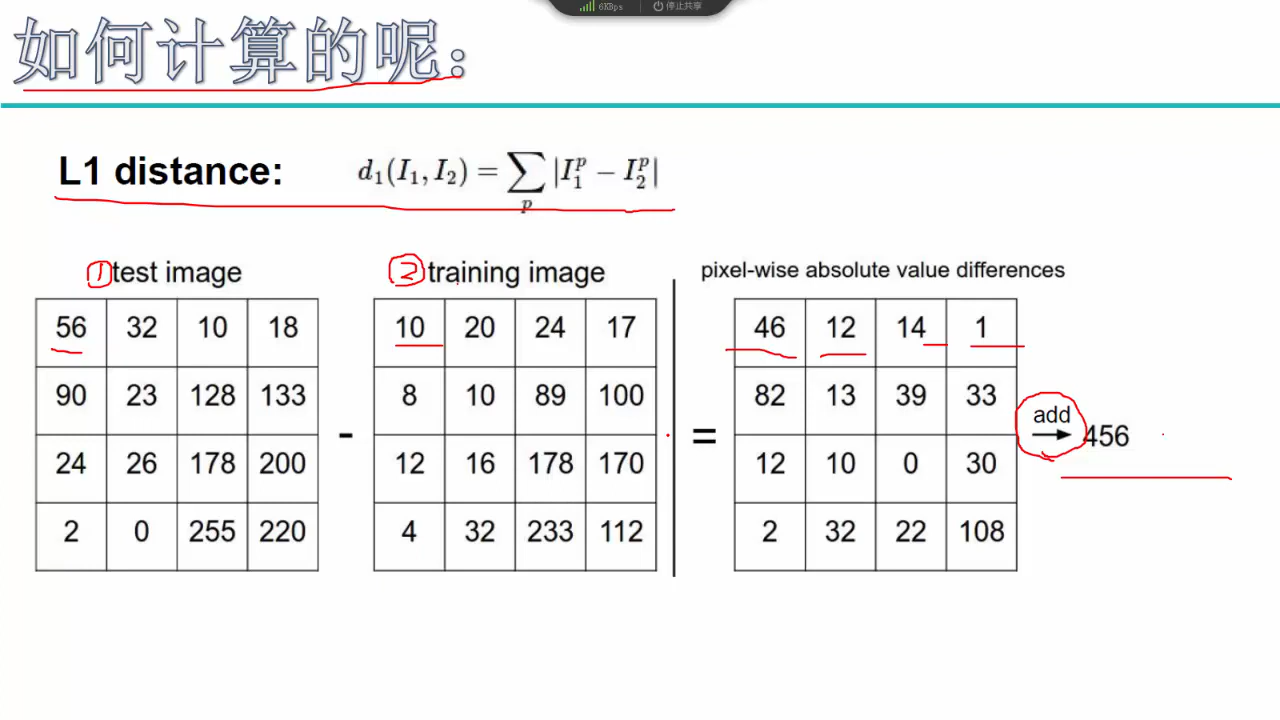 6KBps 停止共享
如何计算的呢：
L1 distance: d₁(I₁, I₂) = ∑ₚ |I₁ᵖ − I₂ᵖ|
① test image ② training image pixel-wise absolute value differences
56 32 10 18 10 20 24 17 46 12 14 1
90 23 128 133 8 10 89 100 82 13 39 33
add
- = → 456
24 26 178 200 12 16 178 170 12 10 0 30
2 0 255 220 4 32 233 112 2 32 22 108